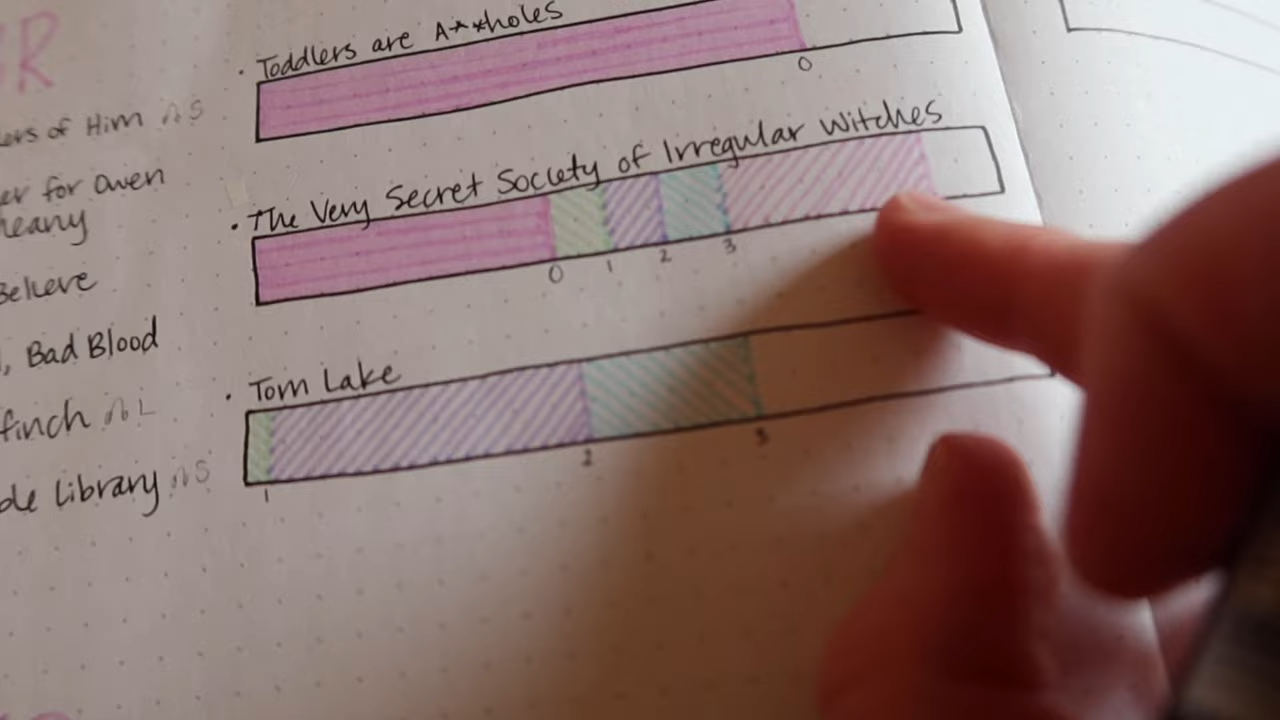 R
· Toddlers are A**holes
0
ers of Him
· The Very Secret Society of Irregular Witches
0 1 2 3
er for Owen
eany
Believe
, Bad Blood
· Tom Lake
1 2 3
finch
ble Library